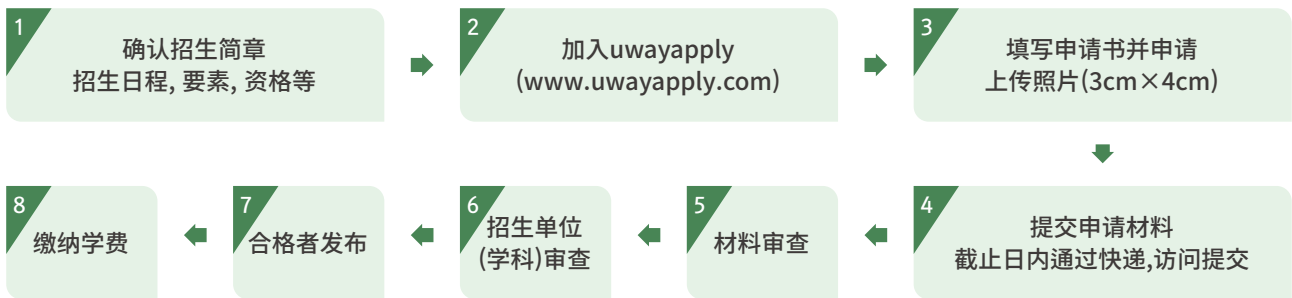 1
确认招生简章
招生日程, 要素, 资格等
2
加入uwayapply
(www.uwayapply.com)
3
填写申请书并申请
上传照片(3cm×4cm)
4
提交申请材料
截止日内通过快递,访问提交
5
材料审查
6
招生单位
(学科)审查
7
合格者发布
8
缴纳学费